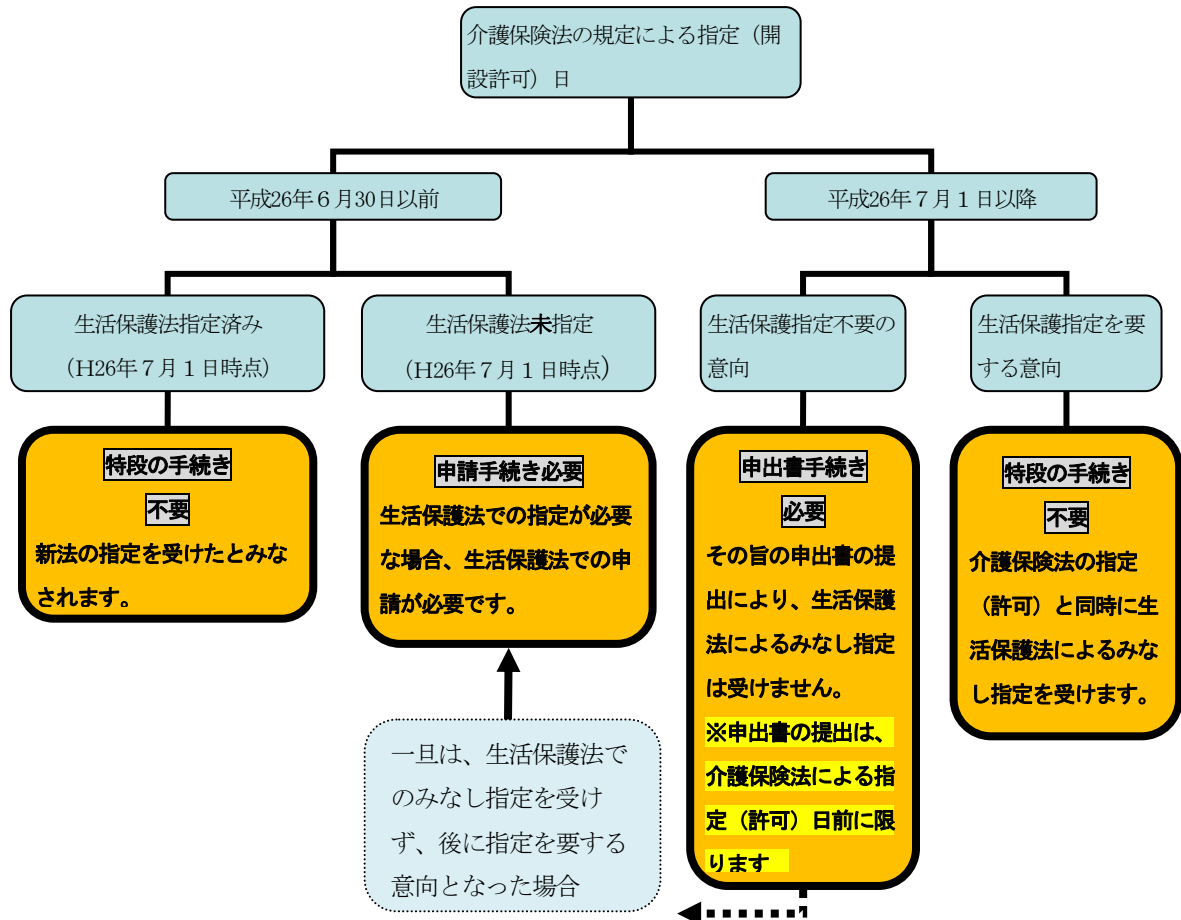 介護保険法の規定による指定（開
設許可）日
平成26年６月30日以前
平成26年７月１日以降
生活保護法指定済み
（H26年７月１日時点）
生活保護法未指定
（H26年７月１日時点）
生活保護指定不要の
意向
生活保護指定を要
する意向
特段の手続き
不要
新法の指定を受けたとみな
されます。
申請手続き必要
生活保護法での指定が必要
な場合、生活保護法での申
請が必要です。
申出書手続き
必要
その旨の申出書の提
出により、生活保護
法によるみなし指定
は受けません。
※申出書の提出は、
介護保険法による指
定（許可）日前に限
ります
特段の手続き
不要
介護保険法の指定
（許可）と同時に生
活保護法によるみな
し指定を受けます。
一旦は、生活保護法で
のみなし指定を受け
ず、後に指定を要する
意向となった場合